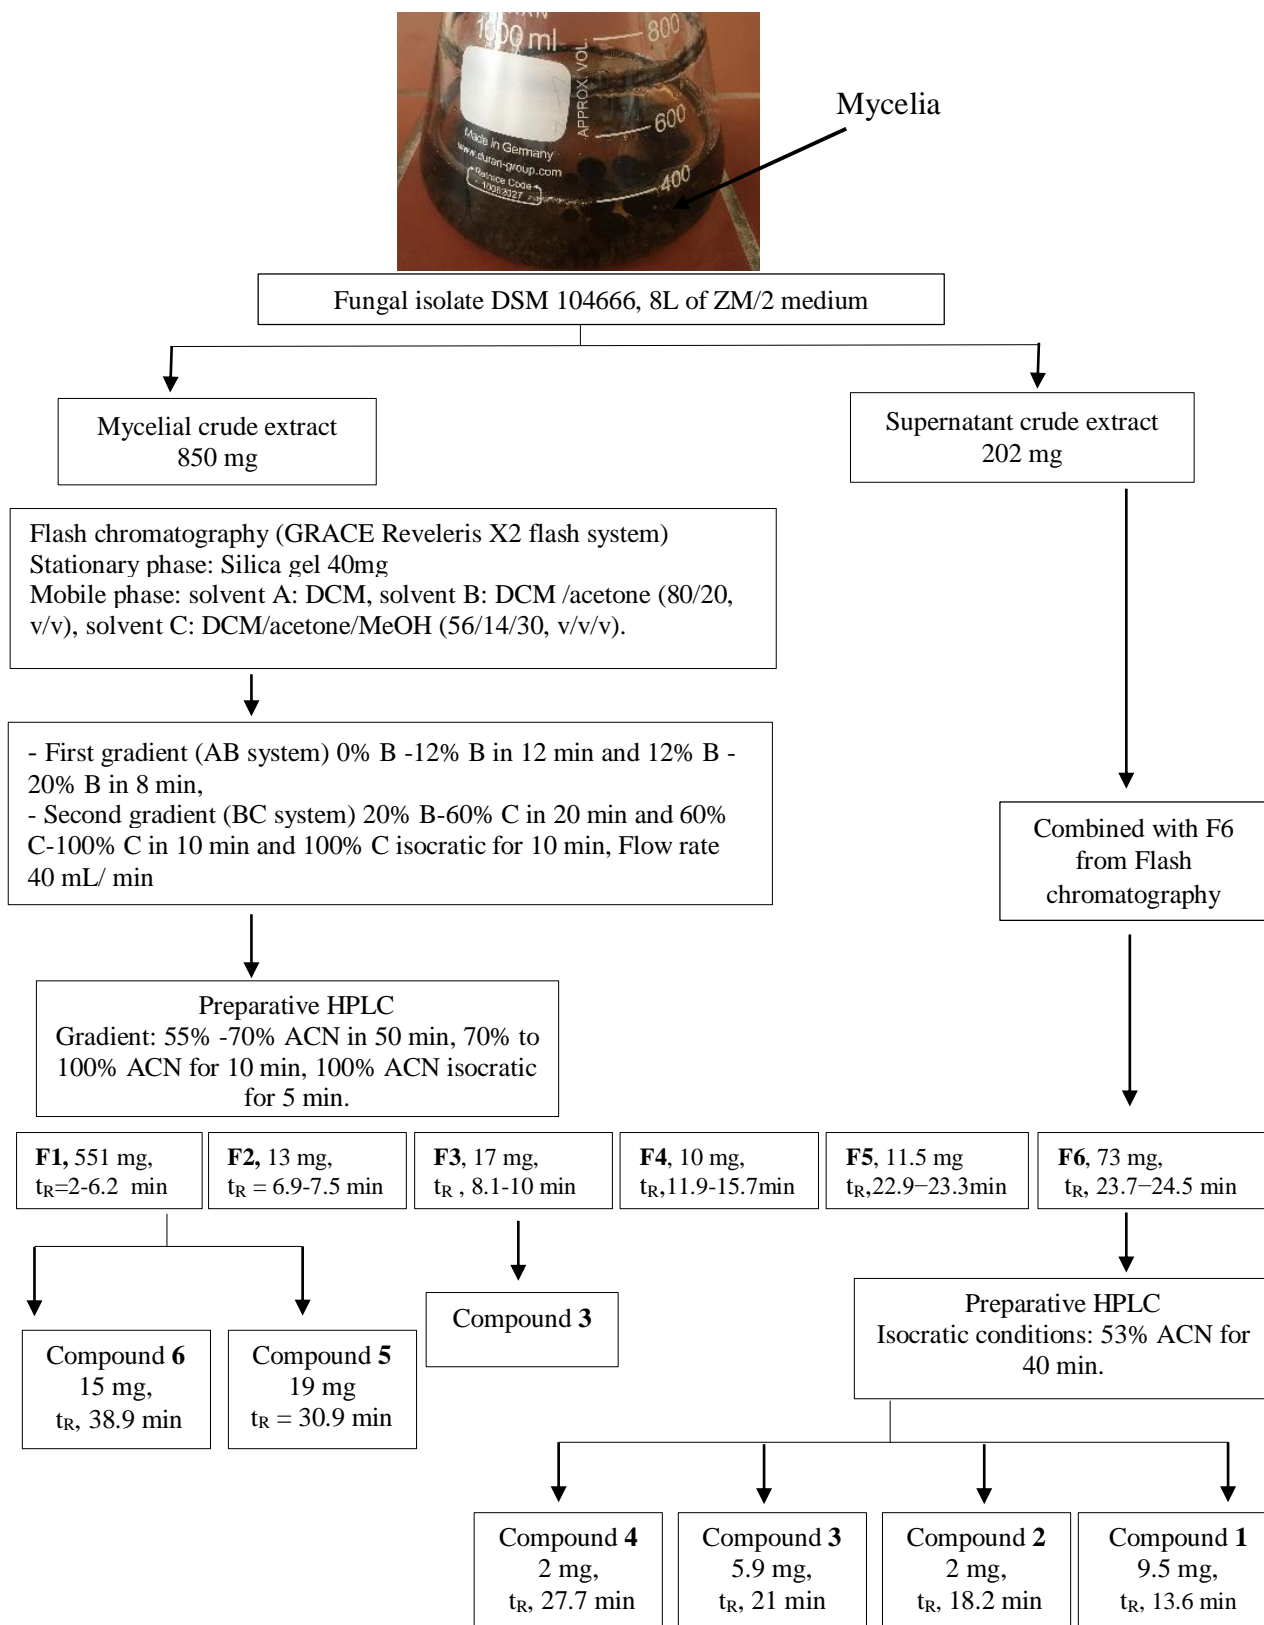 1000 ml
800
APPROX. VOL.
600
400
Made in Germany
www.duran-group.com
Retrace Code
10082027
Mycelia
Fungal isolate DSM 104666, 8L of ZM/2 medium
Mycelial crude extract
850 mg
Supernatant crude extract
202 mg
Flash chromatography (GRACE Reveleris X2 flash system)
Stationary phase: Silica gel 40mg
Mobile phase: solvent A: DCM, solvent B: DCM /acetone (80/20,
v/v), solvent C: DCM/acetone/MeOH (56/14/30, v/v/v).
- First gradient (AB system) 0% B -12% B in 12 min and 12% B -
20% B in 8 min,
- Second gradient (BC system) 20% B-60% C in 20 min and 60%
C-100% C in 10 min and 100% C isocratic for 10 min, Flow rate
40 mL/ min
Combined with F6
from Flash
chromatography
Preparative HPLC
Gradient: 55% -70% ACN in 50 min, 70% to
100% ACN for 10 min, 100% ACN isocratic
for 5 min.
F1, 551 mg,
tR=2-6.2 min
F2, 13 mg,
tR = 6.9-7.5 min
F3, 17 mg,
tR , 8.1-10 min
F4, 10 mg,
tR,11.9-15.7min
F5, 11.5 mg
tR,22.9−23.3min
F6, 73 mg,
tR, 23.7−24.5 min
Compound 6
15 mg,
tR, 38.9 min
Compound 5
19 mg
tR = 30.9 min
Compound 3
Preparative HPLC
Isocratic conditions: 53% ACN for
40 min.
Compound 4
2 mg,
tR, 27.7 min
Compound 3
5.9 mg,
tR, 21 min
Compound 2
2 mg,
tR, 18.2 min
Compound 1
9.5 mg,
tR, 13.6 min